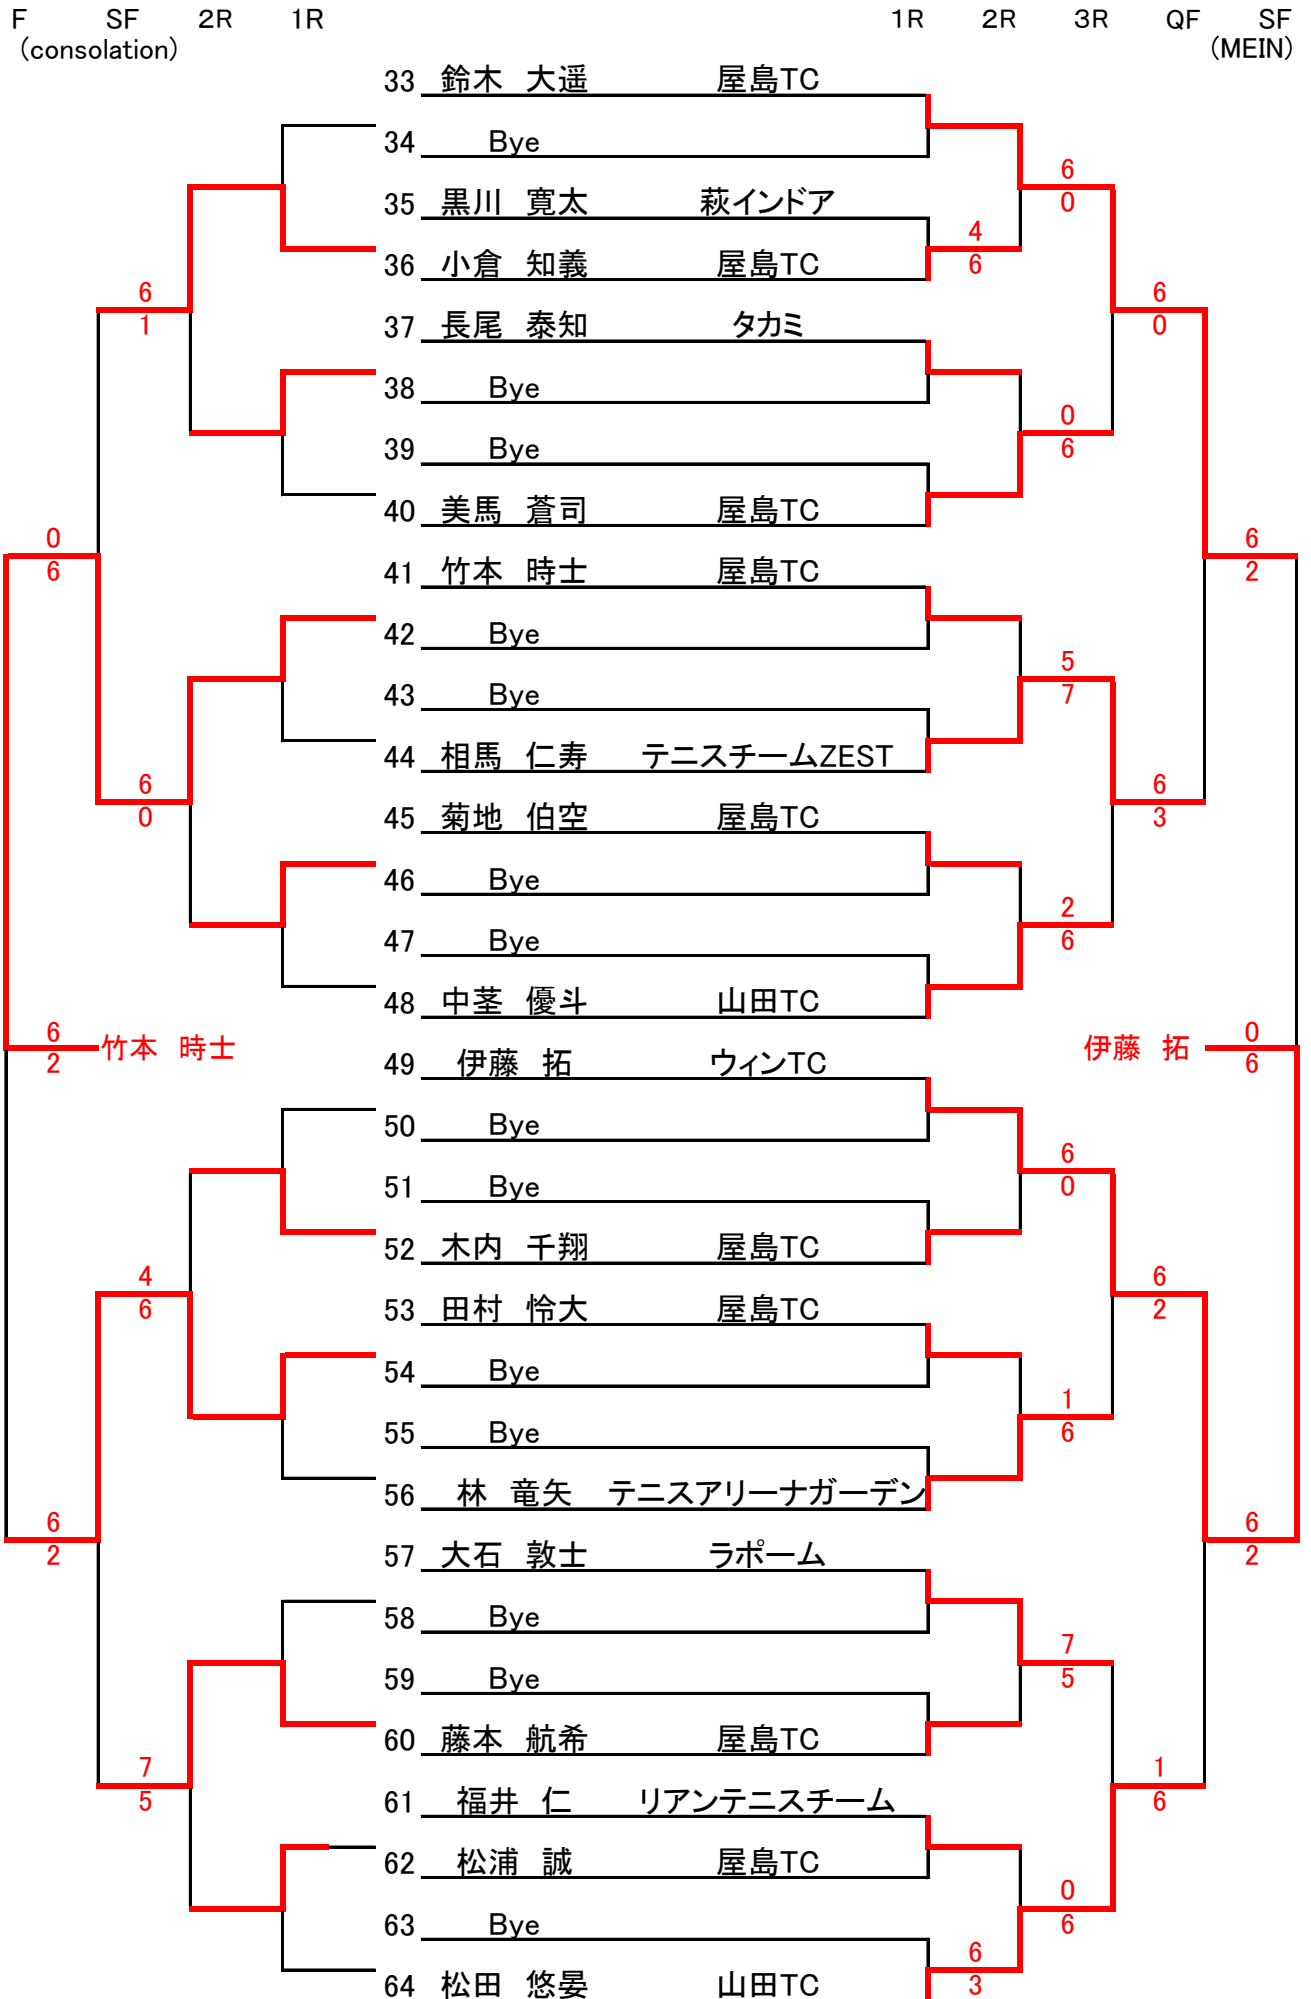 F SF 2R 1R 1R 2R 3R QF SF
(consolation) (MEIN)
33 鈴木 大遥 屋島TC
34 Bye
6
35 黒川 寛太 萩インドア 0
4
36 小倉 知義 屋島TC 6
6 6
37 長尾 泰知 タカミ
1 0
38 Bye
0
39 Bye 6
40 美馬 蒼司 屋島TC
0 6
6 41 竹本 時士 屋島TC 2
42 Bye
5
43 Bye 7
44 相馬 仁寿 テニスチームZEST
6 6
0 45 菊地 伯空 屋島TC 3
46 Bye
2
47 Bye 6
48 中茎 優斗 山田TC
6 0
2 竹本 時士 伊藤 拓 6
49 伊藤 拓 ウィンTC
50 Bye
6
51 Bye 0
52 木内 千翔 屋島TC
4 6
6 53 田村 怜大 屋島TC 2
54 Bye
1
55 Bye 6
56 林 竜矢 テニスアリーナガーデン
6 6
2 57 大石 敦士 ラポーム 2
58 Bye
7
59 Bye 5
60 藤本 航希 屋島TC
7 1
5 61 福井 仁 リアンテニスチーム 6
62 松浦 誠 屋島TC
0
63 Bye 6
6
64 松田 悠晏 山田TC 3